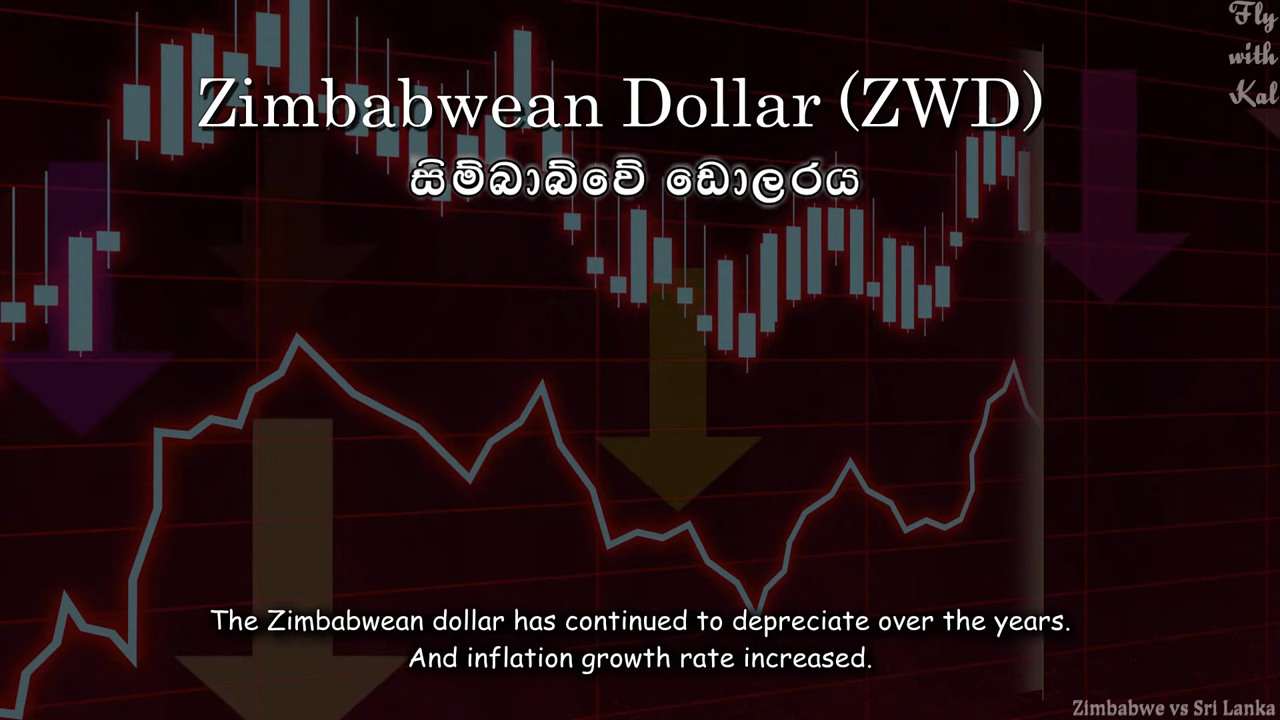 Fly
with
Kal
Zimbabwean Dollar (ZWD)
සිම්බාබ්වේ ඩොලරය
The Zimbabwean dollar has continued to depreciate over the years.
And inflation growth rate increased.
Zimbabwe vs Sri Lanka